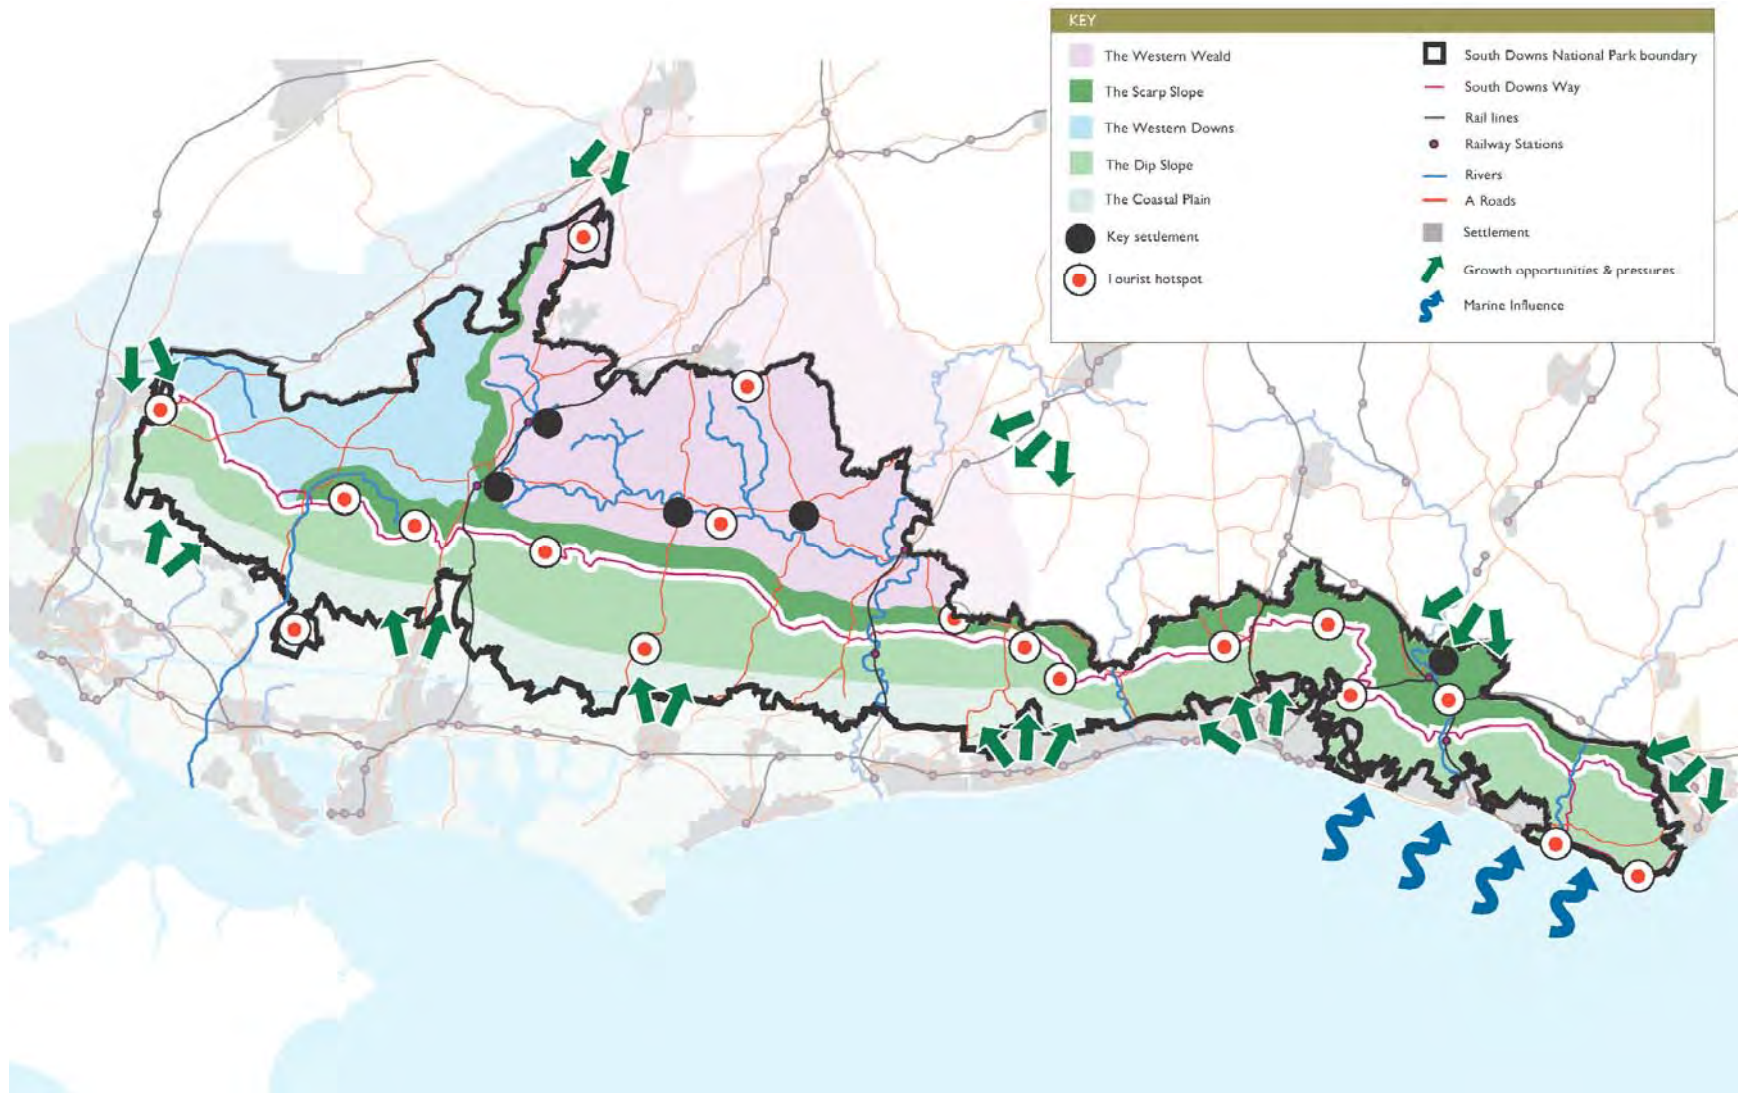 KEY
The Western Weald
The Scarp Slope
The Western Downs
The Dip Slope
The Coastal Plain
Key settlement
Tourist hotspot
South Downs National Park boundary
South Downs Way
Rail lines
Railway Stations
Rivers
A Roads
Settlement
Growth opportunities & pressures
Marine Influence